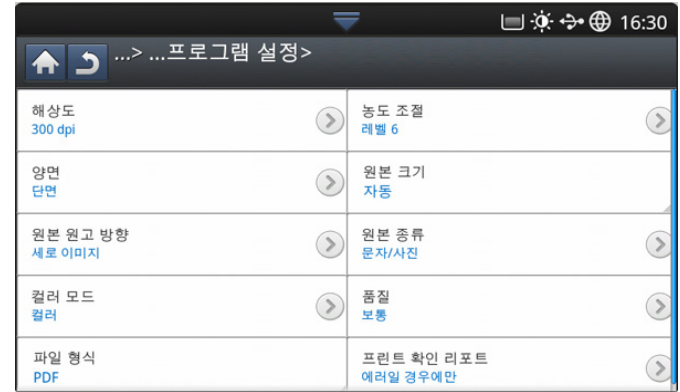 16:30
...> ...프로그램 설정>
해상도
300 dpi
농도 조절
레벨 6
양면
단면
원본 크기
자동
원본 원고 방향
세로 이미지
원본 종류
문자/사진
컬러 모드
컬러
품질
보통
파일 형식
PDF
프린트 확인 리포트
에러일 경우에만